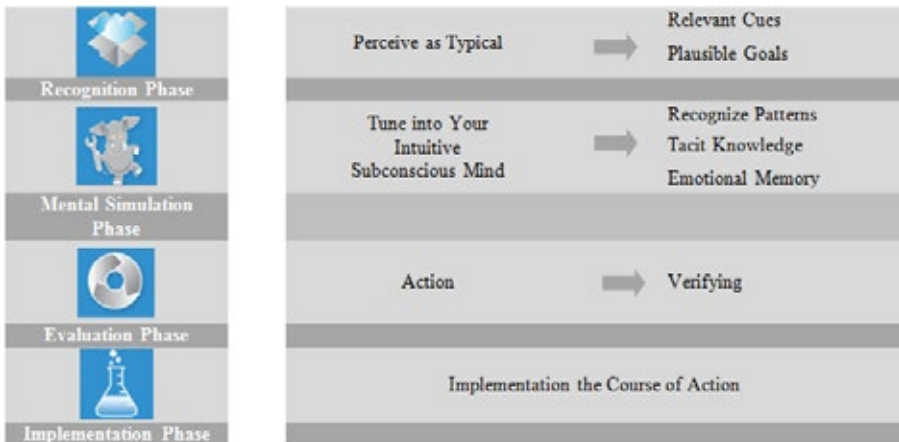 Perceive as Typical
Relevant Cues
Plausible Goals
Recognition Phase
Tune into Your
Intuitive
Subconscious Mind
Recognize Patterns
Tacit Knowledge
Emotional Memory
Mental Simulation
Phase
Action
Verifying
Evaluation Phase
Implementation the Course of Action
Implementation Phase